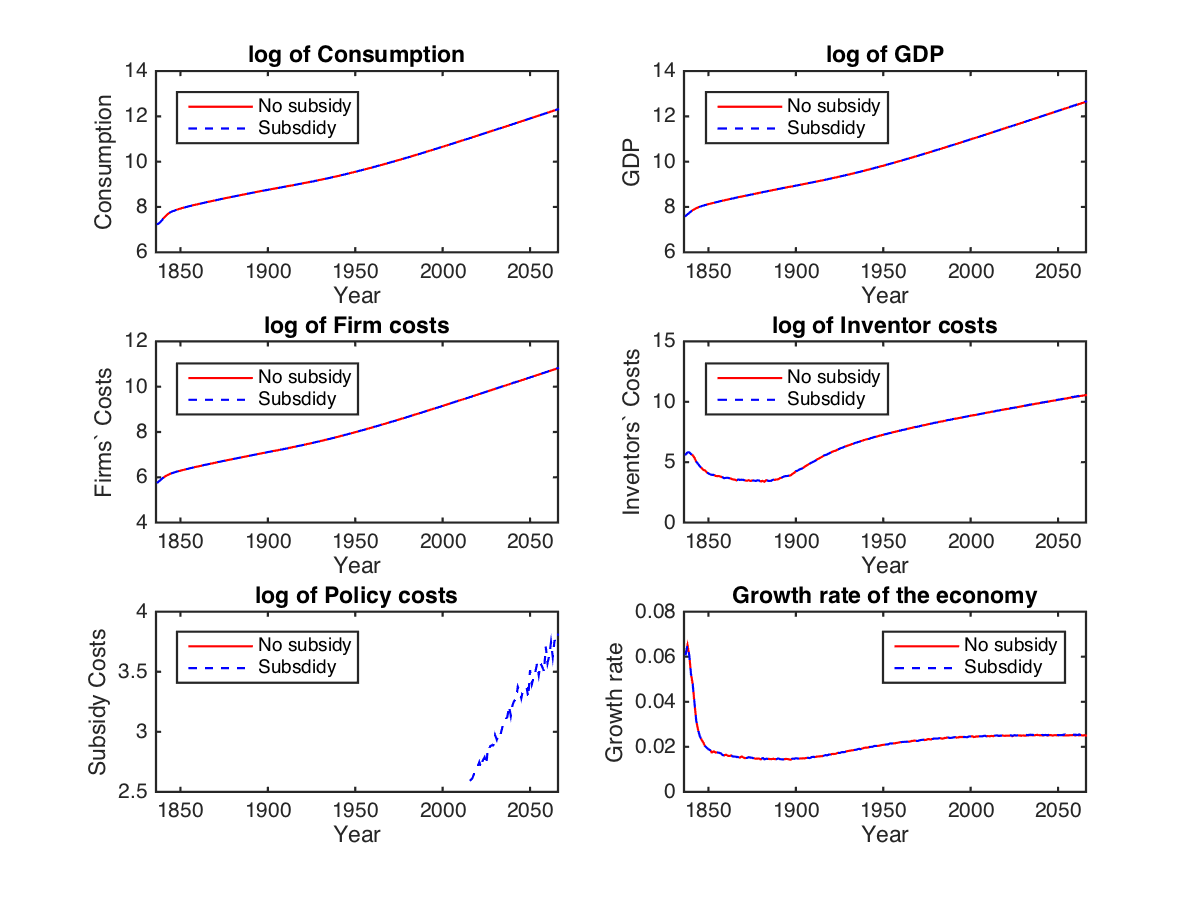 log of Consumption
14
12
10
8
6
Consumption
No subsidy
Subsdidy
1850 1900 1950 2000 2050
Year
log of GDP
14
12
10
8
6
GDP
No subsidy
Subsdidy
1850 1900 1950 2000 2050
Year
log of Firm costs
12
10
8
6
4
Firms` Costs
No subsidy
Subsdidy
1850 1900 1950 2000 2050
Year
log of Inventor costs
15
10
5
0
Inventors` Costs
No subsidy
Subsdidy
1850 1900 1950 2000 2050
Year
log of Policy costs
4
3.5
3
2.5
Subsidy Costs
No subsidy
Subsdidy
1850 1900 1950 2000 2050
Year
Growth rate of the economy
0.08
0.06
0.04
0.02
0
Growth rate
No subsidy
Subsdidy
1850 1900 1950 2000 2050
Year